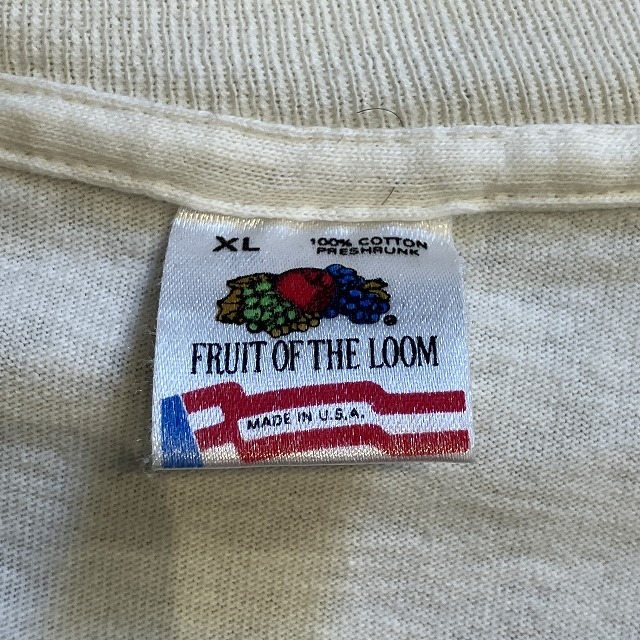 XL
100% COTTON
PRESHRUNK
®
FRUIT OF THE LOOM
MADE IN U.S.A.